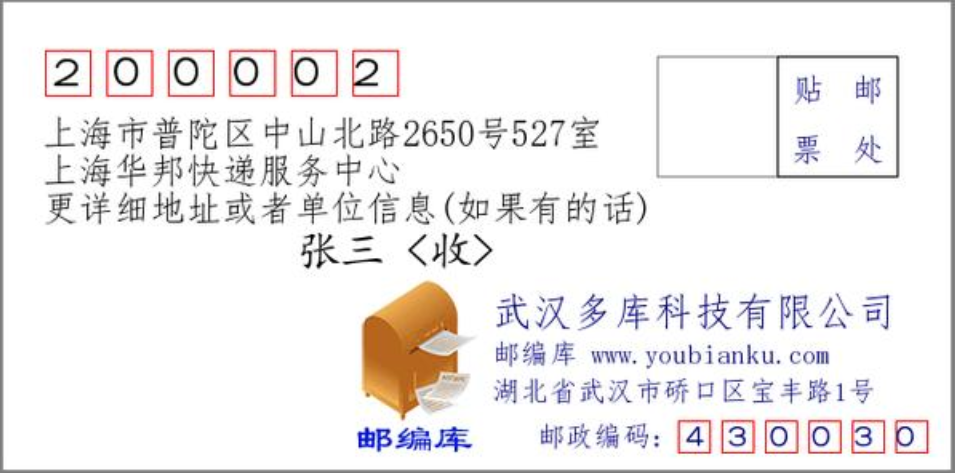 200002
贴 邮
票 处
上海市普陀区中山北路2650号527室
上海华邦快递服务中心
更详细地址或者单位信息(如果有的话)
张三 <收>
武汉多库科技有限公司
邮编库 www.youbianku.com
湖北省武汉市硚口区宝丰路1号
邮编库
邮政编码：430030